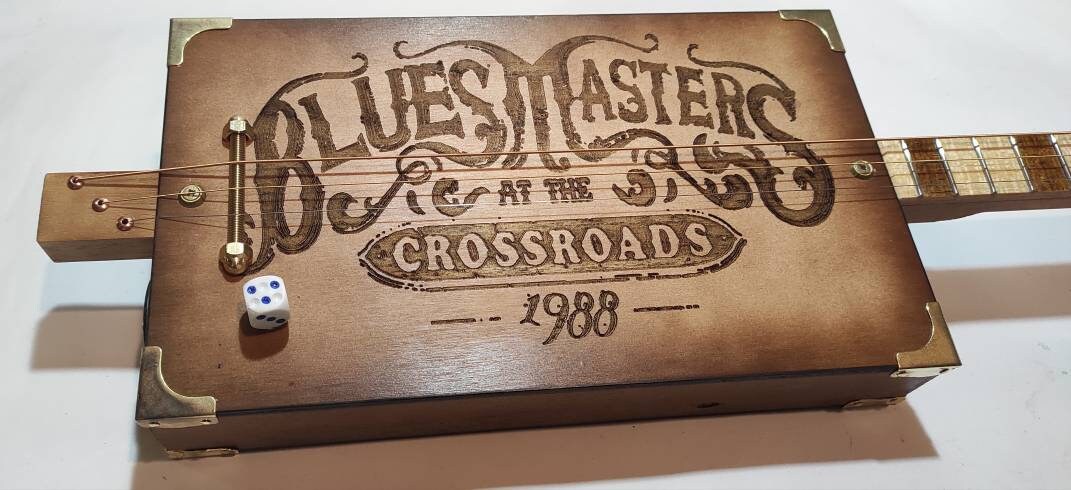 BLUESMASTERS
AT THE
CROSSROADS
1988